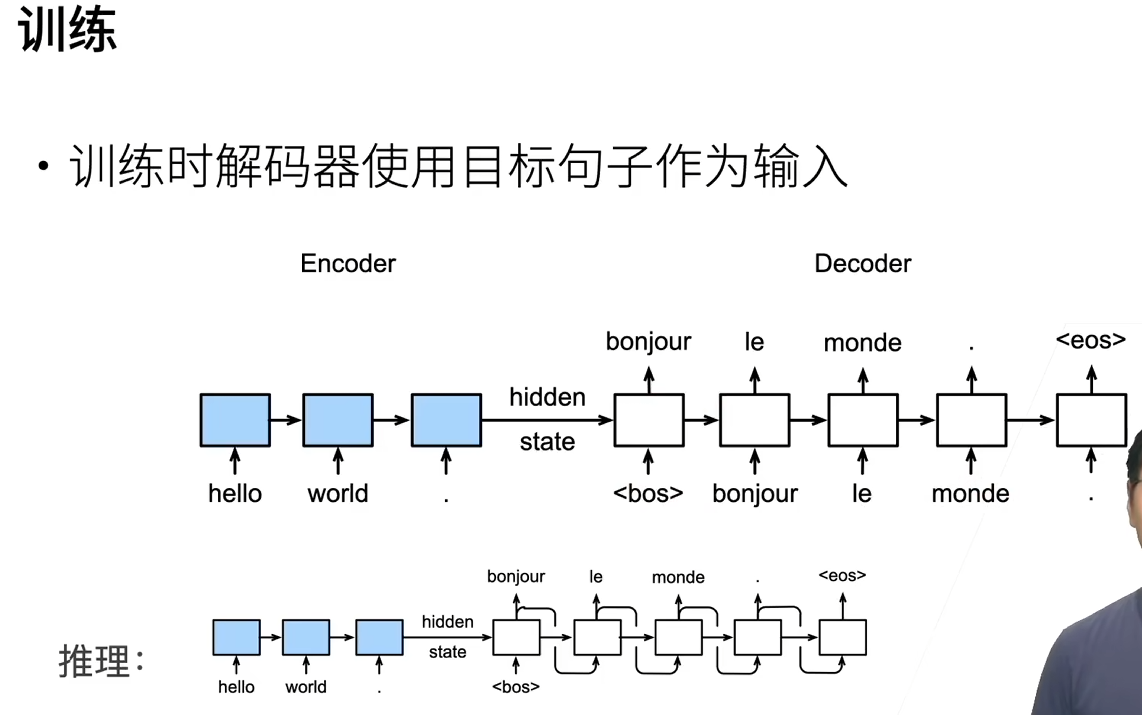 训练
• 训练时解码器使用目标句子作为输入
Encoder Decoder
bonjour le monde . <eos>
hidden
state
hello world . <bos> bonjour le monde .
bonjour le monde . <eos>
hidden
state
推理:
hello world . <bos>